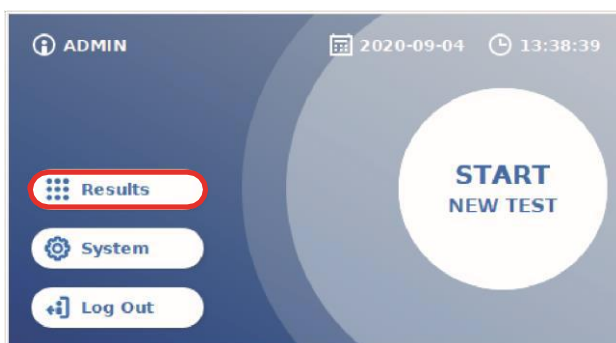 ADMIN
2020-09-04
13:38:39
START
NEW TEST
Results
System
Log Out